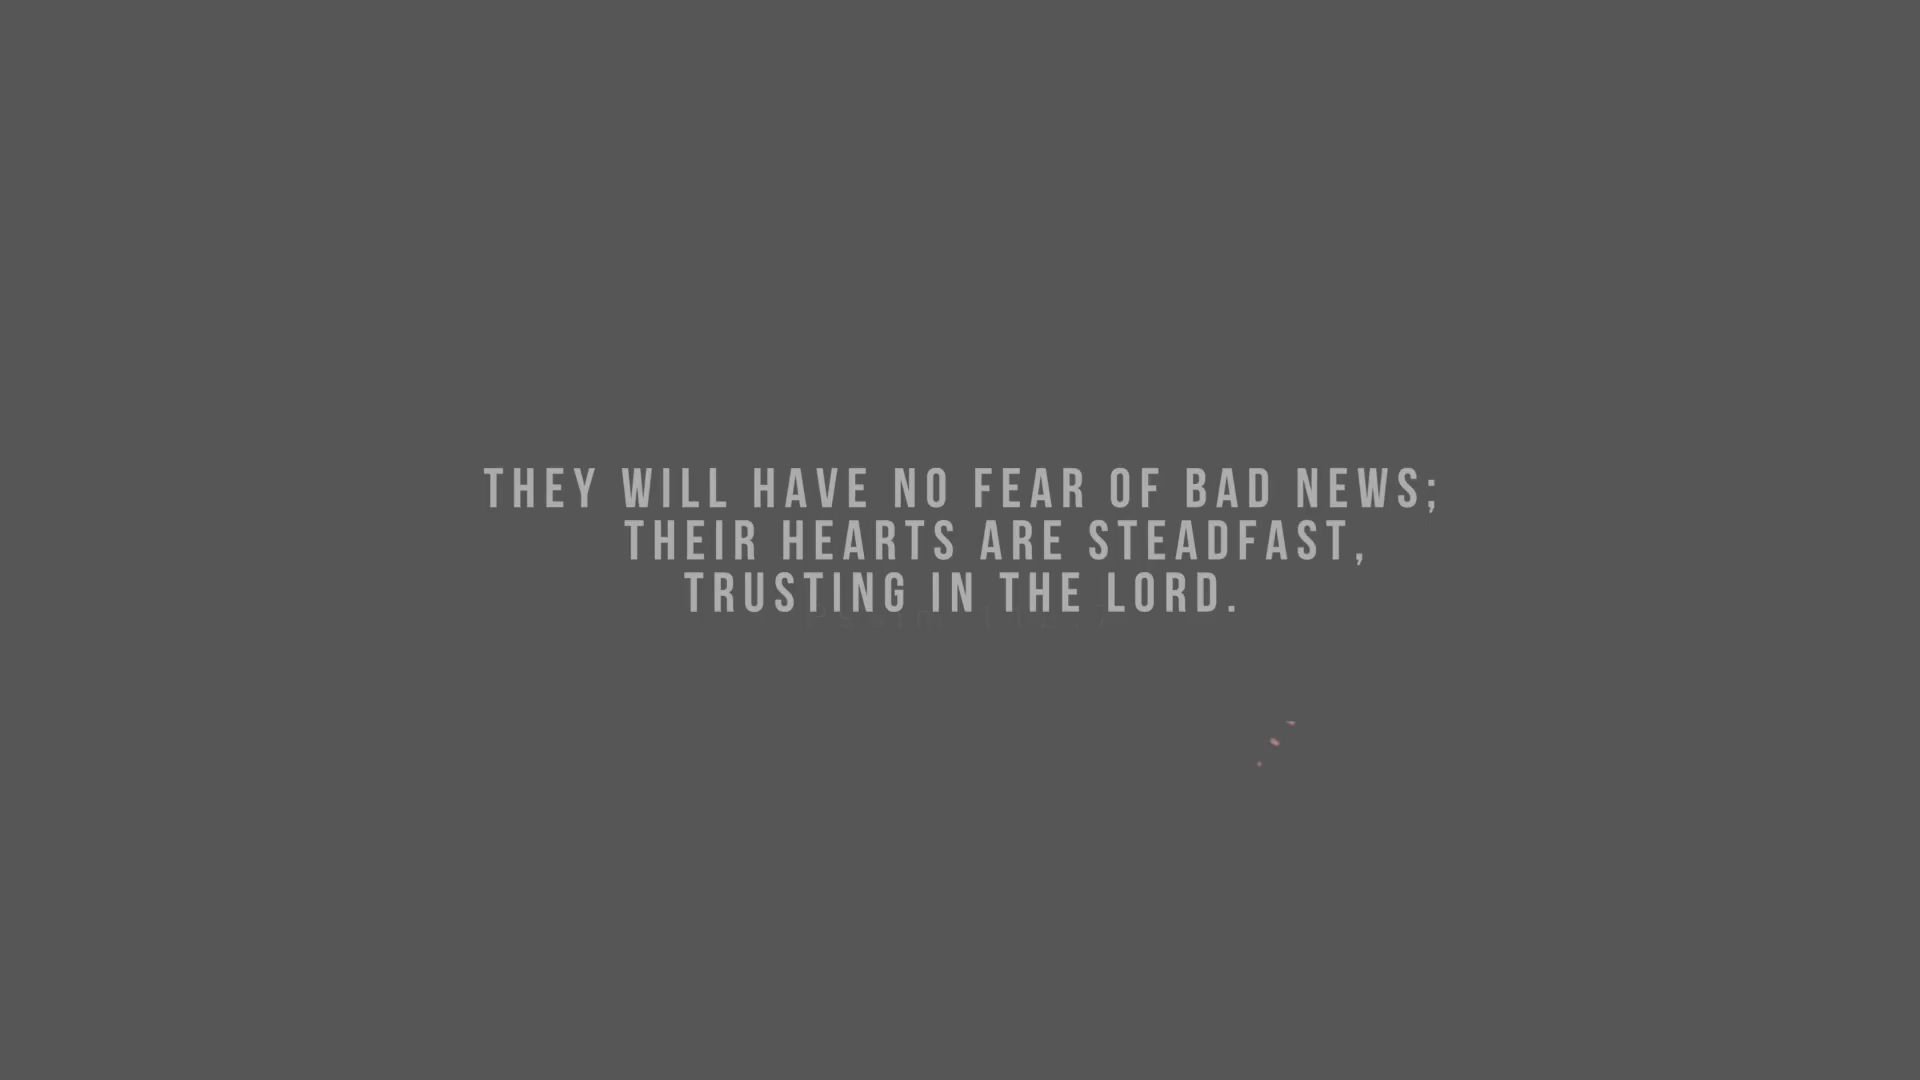 THEY WILL HAVE NO FEAR OF BAD NEWS;
THEIR HEARTS ARE STEADFAST,
TRUSTING IN THE LORD.